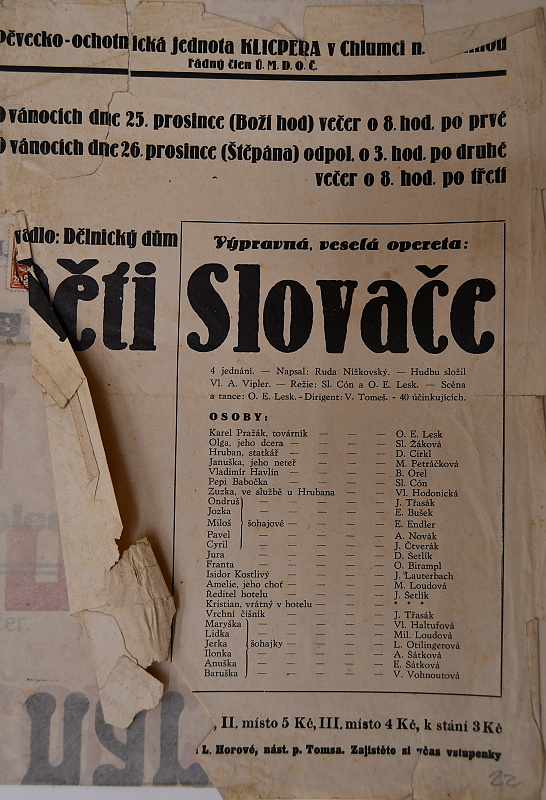 Pěvecko-ochotnická jednota KLICPERA v Chlumci n.
řádný člen Ú. M. D. O. Č.
O vánocích dne 25. prosince (Boží hod) večer o 8. hod. po prvé
O vánocích dne 26. prosince (Štěpána) odpol. o 3. hod. po druhé
večer o 8. hod. po třetí
Dělnický dům
Výpravná, veselá opereta:
Děti Slovače
4 jednání. — Napsal: Ruda Nížkovský. — Hudbu složil
Vl. A. Vipler. — Režie: Sl. Cón a O. E. Lesk. — Scéna
a tance: O. E. Lesk. - Dirigent: V. Tomeš. - 40 účinkujících.
OSOBY:
Karel Pražák, továrník — — — O. E. Lesk
Olga, jeho dcera — — — — Sl. Žáková
Hruban, statkář — — — — D. Cirkl
Januška, jeho neteř — — — M. Petráčková
Vladimír Havlín — — — — B. Orel
Pepi Babočka — — — — Sl. Cón
Zuzka, ve službě u Hrubana — — Vl. Hodonická
Ondruš — — — J. Třasák
Jozka — — — E. Bušek
Miloš šohajové — — — E. Endler
Pavel — — — A. Novák
Cyril — — — J. Čtverák
Jura — — — — D. Šetlík
Franta — — — — O. Birampl
Isidor Kostlivý — — — — J. Lauterbach
Amelie, jeho choť — — — M. Loudová
Ředitel hotelu — — — — J. Šetlík
Kristian, vrátný v hotelu — — — * * *
Vrchní číšník — — — — J. Třasák
Maryška — — — Vl. Haltufová
Lidka — — — Mil. Loudová
Jerka šohajky — — — L. Otilingerová
Ilonka — — — A. Šátková
Anuška — — — E. Šátková
Baruška — — — V. Vohnoutová
, II. místo 5 Kč, III. místo 4 Kč, k stání 3 Kč
L. Horové, nást. p. Tomsa. Zajistěte si včas vstupenky
22